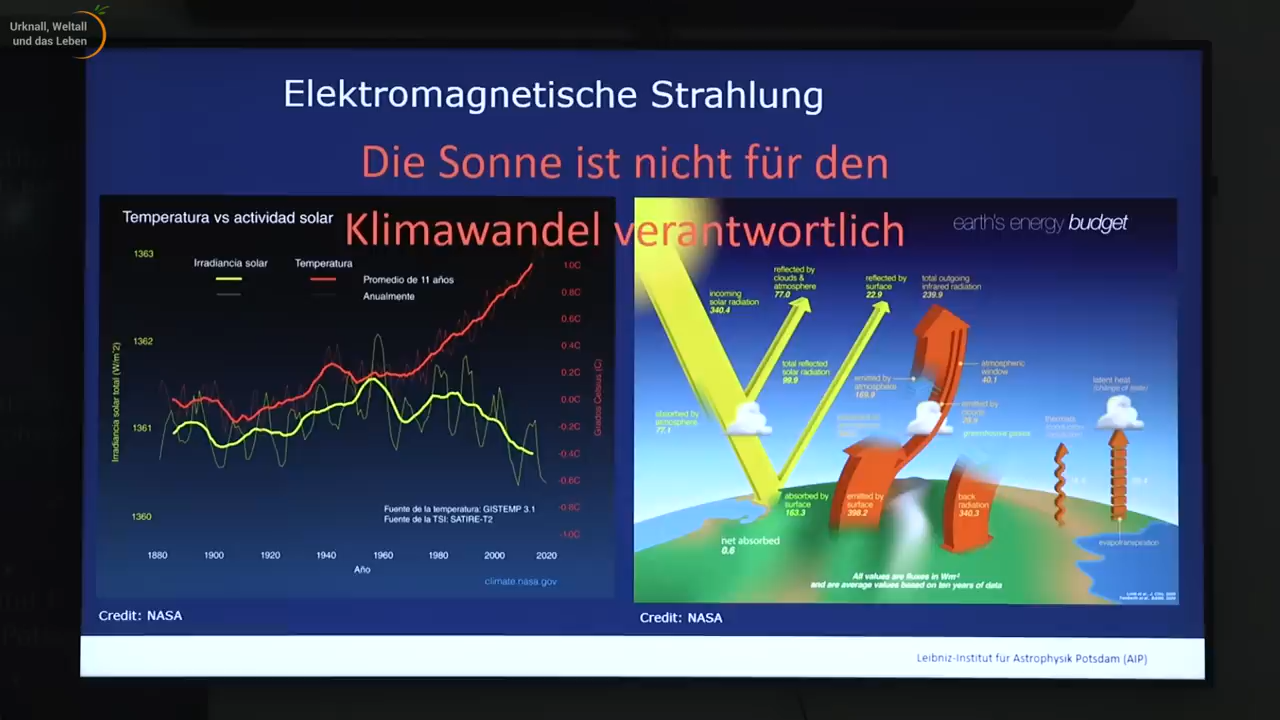 Urknall, Weltall
und das Leben
Elektromagnetische Strahlung
Die Sonne ist nicht für den
Klimawandel verantwortlich
Temperatura vs actividad solar
Irradiancia solar
Temperatura
Promedio de 11 años
Anualmente
1363
1362
1361
1360
Irradiancia solar total (W/m^2)
1.0C
0.8C
0.6C
0.4C
0.2C
0.0C
-0.2C
-0.4C
-0.6C
-0.8C
-1.0C
Grados Celsius (C)
Fuente de la temperatura: GISTEMP 3.1
Fuente de la TSI: SATIRE-T2
1880
1900
1920
1940
1960
1980
2000
2020
Año
climate.nasa.gov
Credit: NASA
earth's energy budget
incoming
solar radiation
340.4
reflected by
clouds &
atmosphere
77.0
reflected by
surface
22.9
total outgoing
infrared radiation
239.9
total reflected
solar radiation
99.9
atmospheric
window
40.1
emitted by
atmosphere
169.9
emitted by
clouds
latent heat
(change of state)
absorbed by
atmosphere
77.1
greenhouse gases
absorbed by
surface
163.3
emitted by
surface
398.2
back
radiation
340.3
evapotranspiration
net absorbed
0.6
All values are fluxes in Wm-2
and are average values based on ten years of data
Credit: NASA
Leibniz-Institut für Astrophysik Potsdam (AIP)